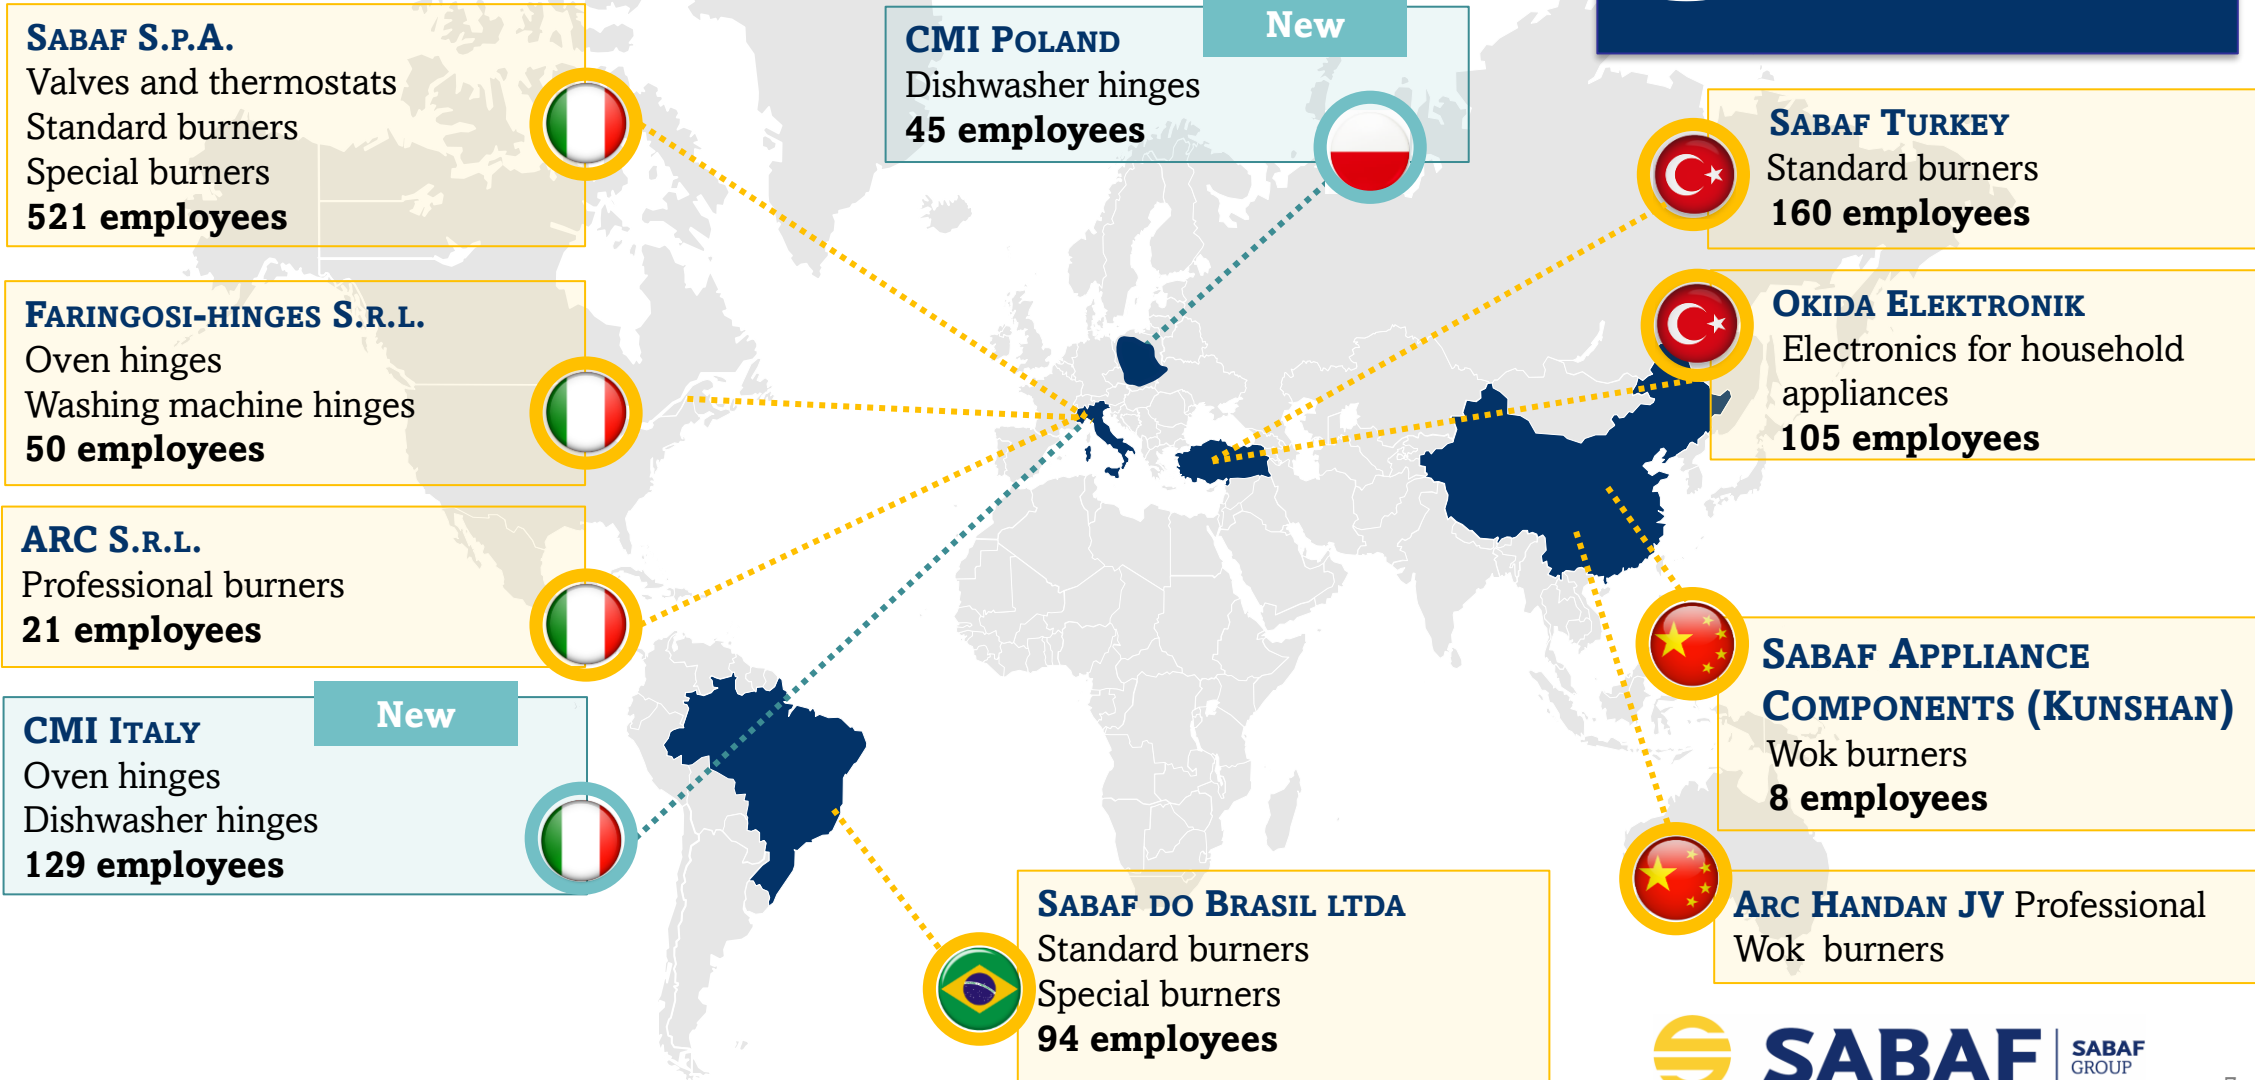 SABAF S.P.A.
Valves and thermostats
Standard burners
Special burners
521 employees
FARINGOSI-HINGES S.R.L.
Oven hinges
Washing machine hinges
50 employees
ARC S.R.L.
Professional burners
21 employees
New
CMI ITALY
Oven hinges
Dishwasher hinges
129 employees
New
CMI POLAND
Dishwasher hinges
45 employees
SABAF TURKEY
Standard burners
160 employees
OKIDA ELEKTRONIK
Electronics for household
appliances
105 employees
SABAF APPLIANCE
COMPONENTS (KUNSHAN)
Wok burners
8 employees
ARC HANDAN JV Professional
Wok burners
SABAF DO BRASIL LTDA
Standard burners
Special burners
94 employees
SABAF
SABAF
GROUP